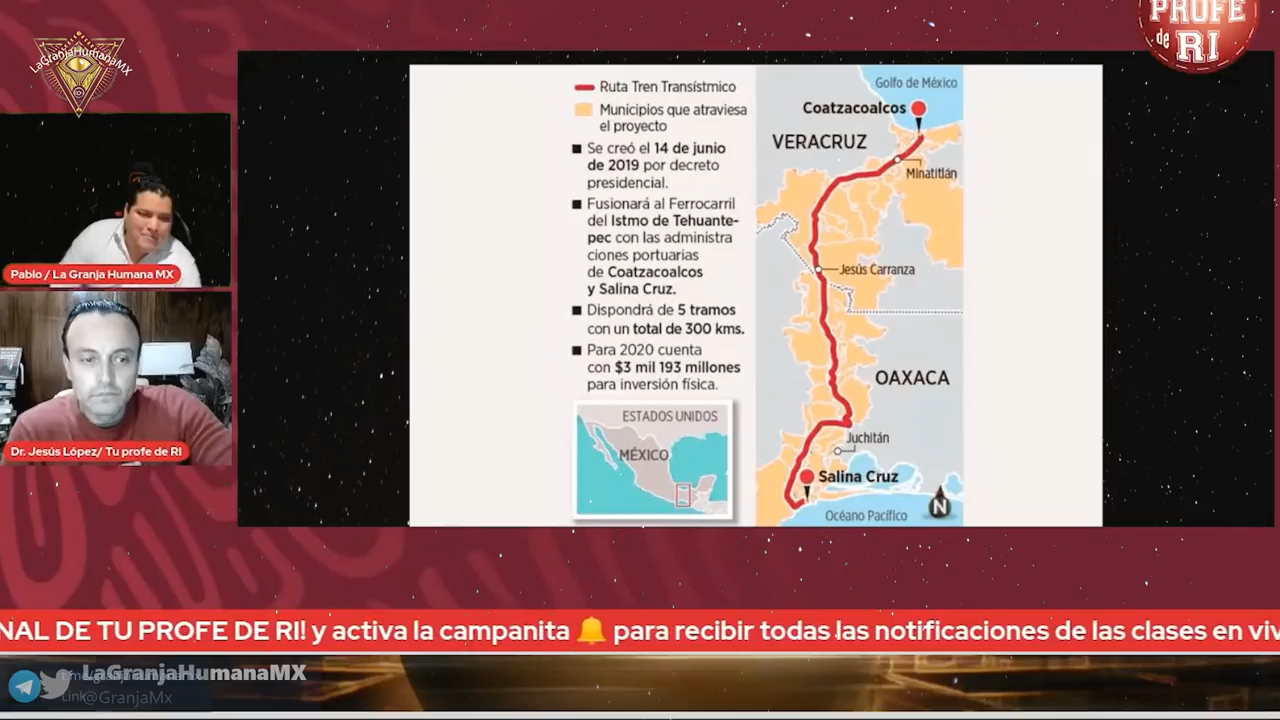 LaGranjaHumanaMX
PROFE
de RI
Pablo / La Granja Humana MX
Dr. Jesús López/ Tu profe de RI
Ruta Tren Transístmico
Municipios que atraviesa
el proyecto
■ Se creó el 14 de junio
de 2019 por decreto
presidencial.
■ Fusionará al Ferrocarril
del Istmo de Tehuante-
pec con las administra
ciones portuarias
de Coatzacoalcos
y Salina Cruz.
■ Dispondrá de 5 tramos
con un total de 300 kms.
■ Para 2020 cuenta
con $3 mil 193 millones
para inversión física.
ESTADOS UNIDOS
MÉXICO
Golfo de México
Coatzacoalcos
VERACRUZ
Minatitlán
Jesús Carranza
OAXACA
Juchitán
Salina Cruz
Océano Pacífico
N
NAL DE TU PROFE DE RI! y activa la campanita 🔔 para recibir todas las notificaciones de las clases en viv
LaGranjaHumanaMX
Link@GranjaMx